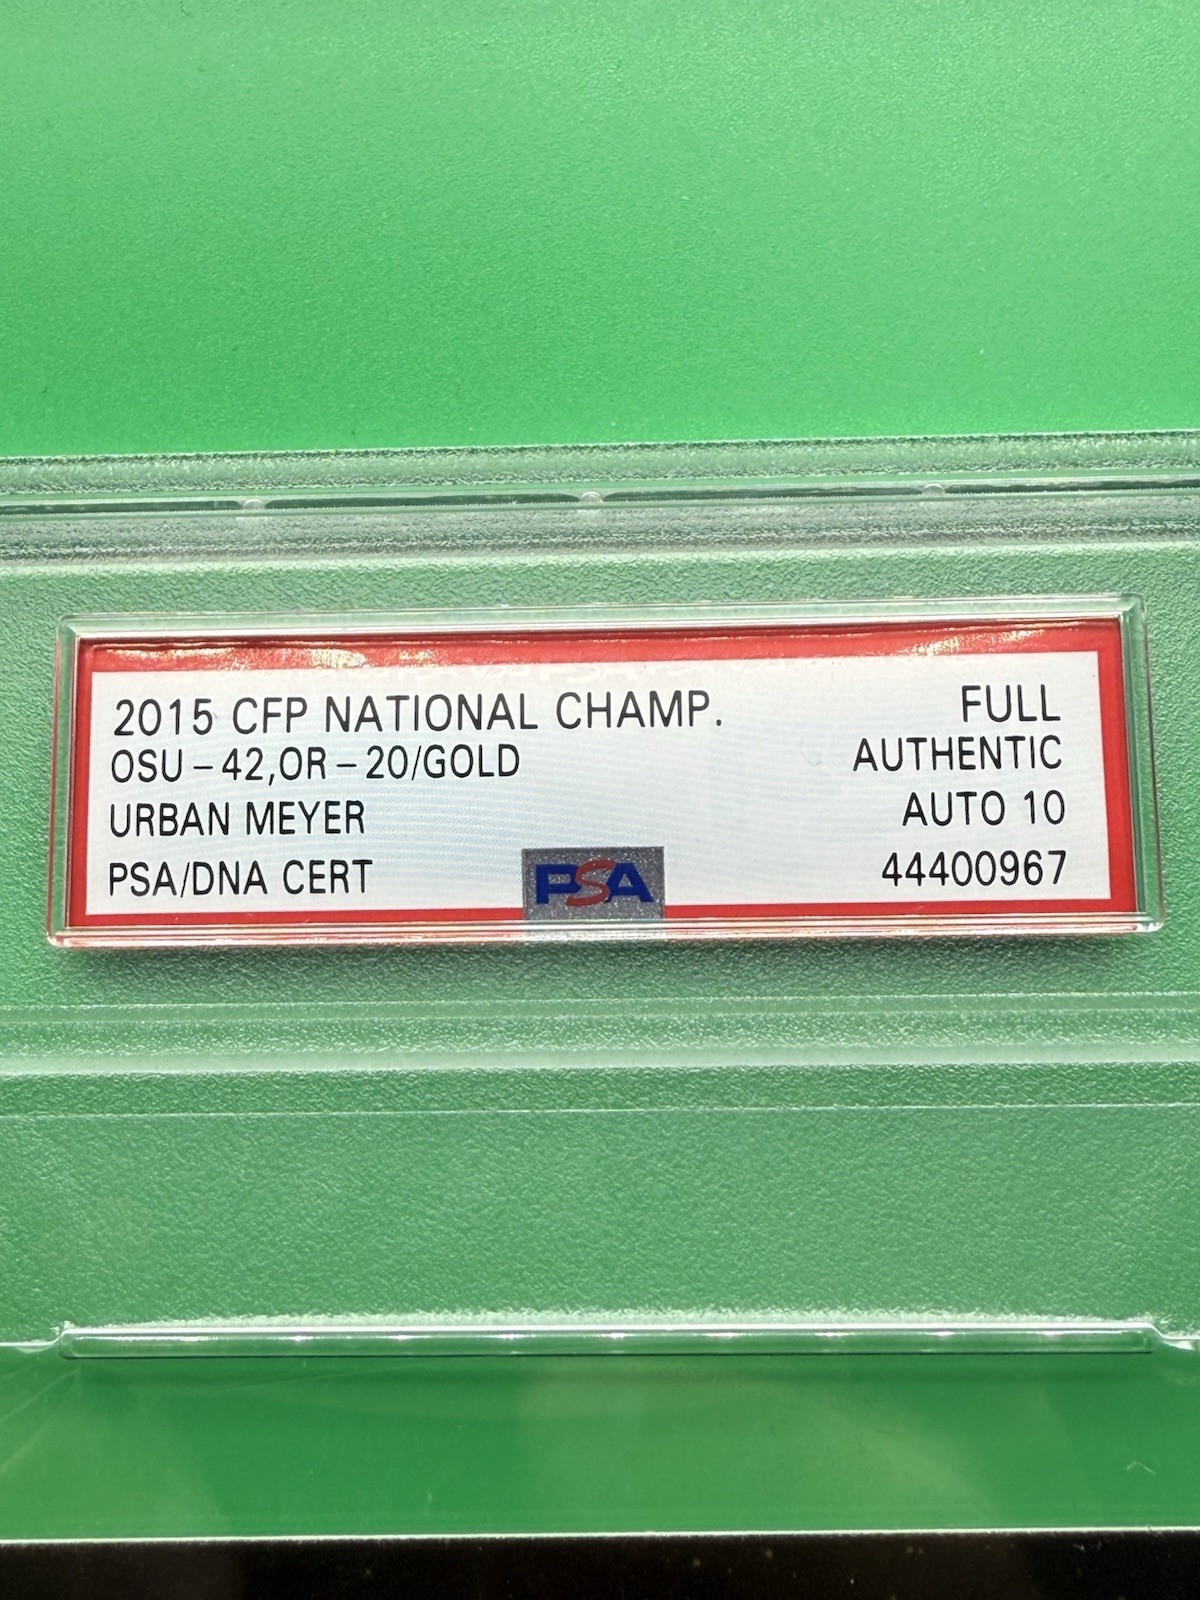 2015 CFP NATIONAL CHAMP. FULL
OSU-42,OR-20/GOLD AUTHENTIC
URBAN MEYER AUTO 10
PSA/DNA CERT 44400967
PSA